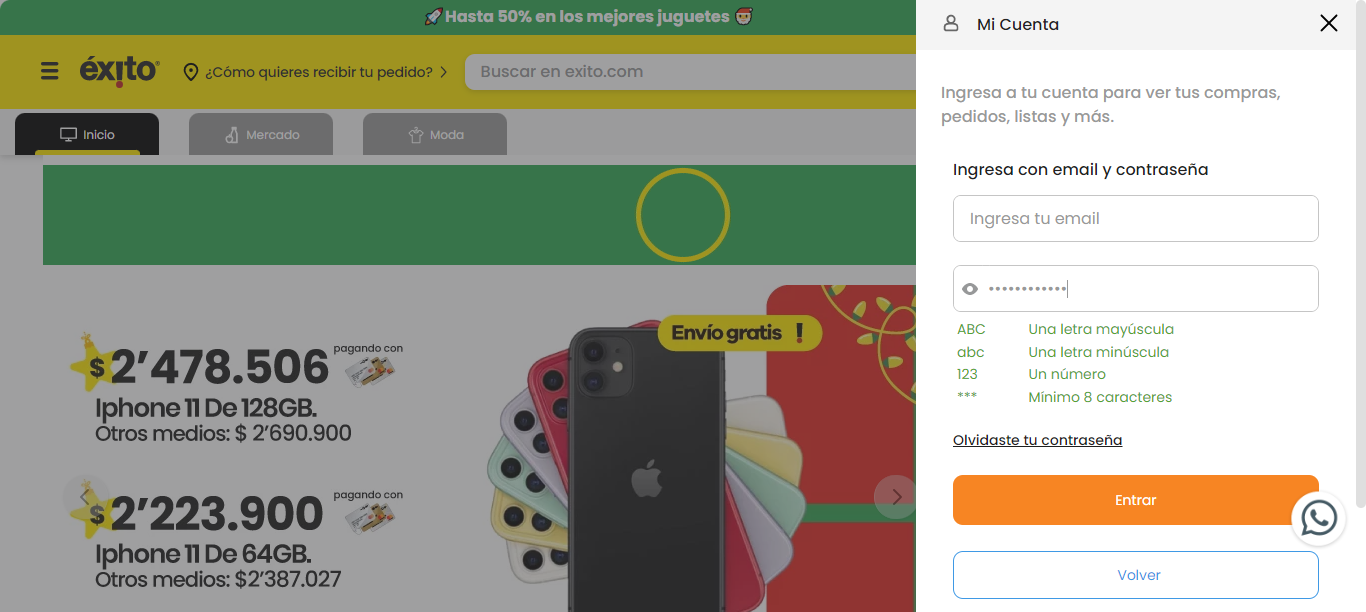 🚀 Hasta 50% en los mejores juguetes 🎅
éxito
¿Cómo quieres recibir tu pedido?
Buscar en exito.com
Inicio
Mercado
Moda
Envío gratis !
$2'478.506
pagando con
Iphone 11 De 128GB.
Otros medios: $ 2'690.900
$2'223.900
pagando con
Iphone 11 De 64GB.
Otros medios: $2'387.027
Mi Cuenta
Ingresa a tu cuenta para ver tus compras,
pedidos, listas y más.
Ingresa con email y contraseña
Ingresa tu email
••••••••••••
ABC Una letra mayúscula
abc Una letra minúscula
123 Un número
*** Mínimo 8 caracteres
Olvidaste tu contraseña
Entrar
Volver